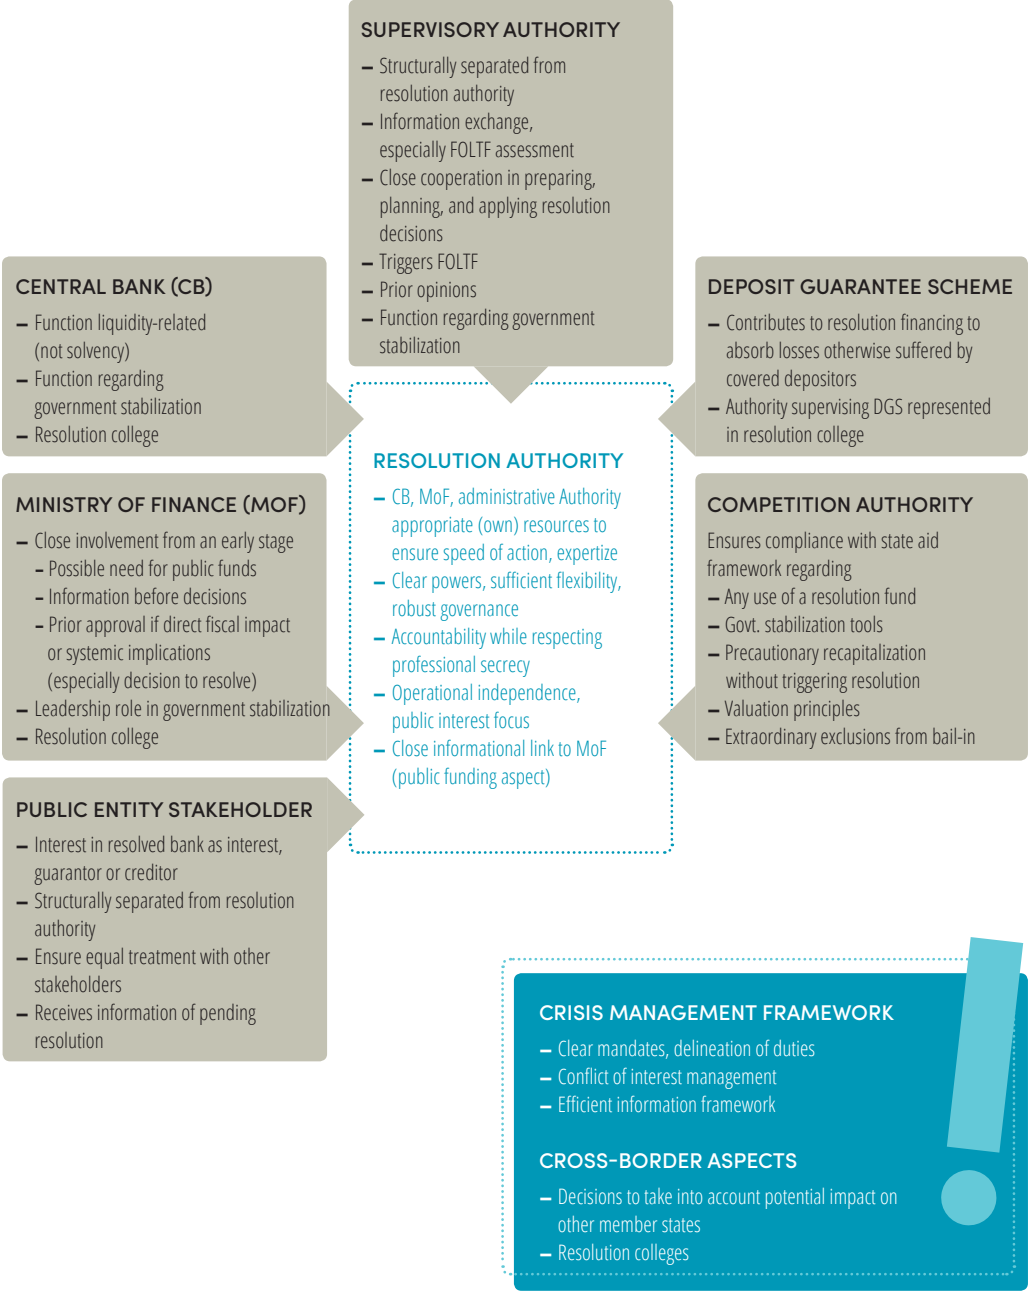 SUPERVISORY AUTHORITY
– Structurally separated from
resolution authority
– Information exchange,
especially FOLTF assessment
– Close cooperation in preparing,
planning, and applying resolution
decisions
– Triggers FOLTF
– Prior opinions
– Function regarding government
stabilization
CENTRAL BANK (CB)
– Function liquidity-related
(not solvency)
– Function regarding
government stabilization
– Resolution college
DEPOSIT GUARANTEE SCHEME
– Contributes to resolution financing to
absorb losses otherwise suffered by
covered depositors
– Authority supervising DGS represented
in resolution college
RESOLUTION AUTHORITY
– CB, MoF, administrative Authority
appropriate (own) resources to
ensure speed of action, expertize
– Clear powers, sufficient flexibility,
robust governance
– Accountability while respecting
professional secrecy
– Operational independence,
public interest focus
– Close informational link to MoF
(public funding aspect)
MINISTRY OF FINANCE (MOF)
– Close involvement from an early stage
– Possible need for public funds
– Information before decisions
– Prior approval if direct fiscal impact
or systemic implications
(especially decision to resolve)
– Leadership role in government stabilization
– Resolution college
COMPETITION AUTHORITY
Ensures compliance with state aid
framework regarding
– Any use of a resolution fund
– Govt. stabilization tools
– Precautionary recapitalization
without triggering resolution
– Valuation principles
– Extraordinary exclusions from bail-in
PUBLIC ENTITY STAKEHOLDER
– Interest in resolved bank as interest,
guarantor or creditor
– Structurally separated from resolution
authority
– Ensure equal treatment with other
stakeholders
– Receives information of pending
resolution
CRISIS MANAGEMENT FRAMEWORK
– Clear mandates, delineation of duties
– Conflict of interest management
– Efficient information framework
CROSS-BORDER ASPECTS
– Decisions to take into account potential impact on
other member states
– Resolution colleges
!